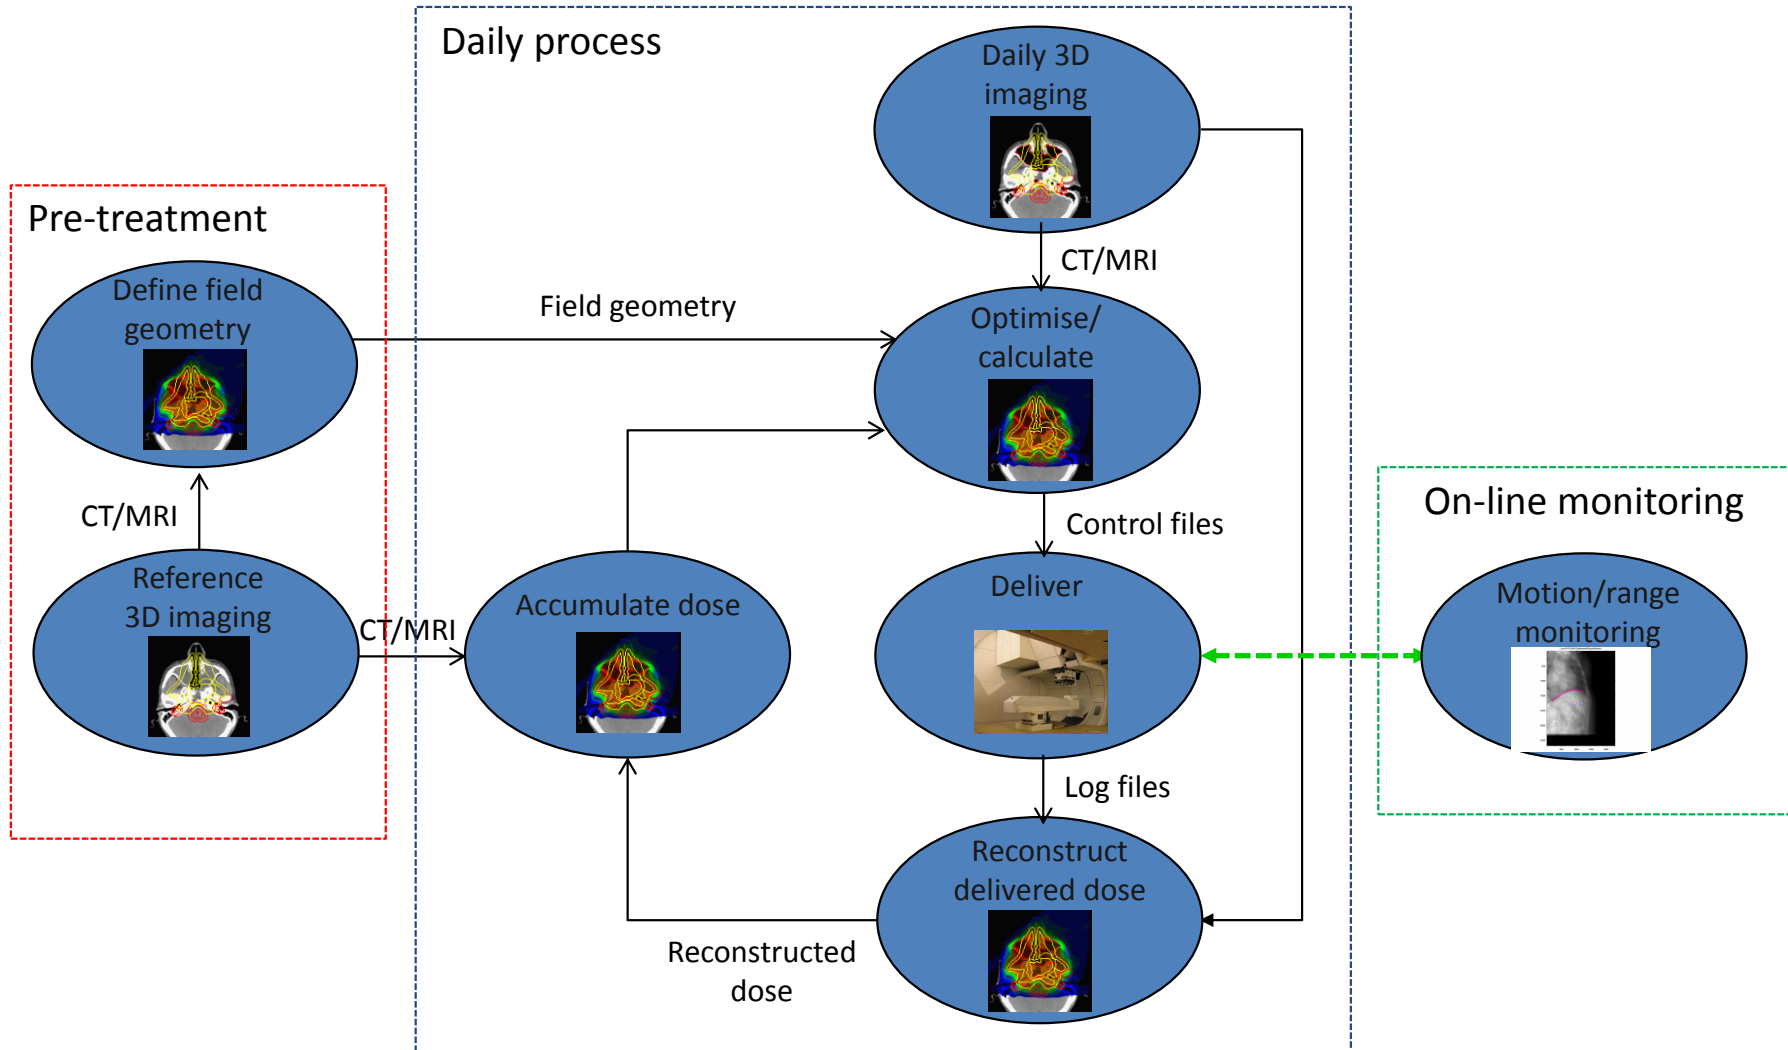 Daily process
Daily 3D
imaging
Pre-treatment
CT/MRI
Define field
geometry
Field geometry
Optimise/
calculate
CT/MRI
Control files
On-line monitoring
Reference
3D imaging
CT/MRI
Accumulate dose
Deliver
Motion/range
monitoring
Log files
Reconstruct
delivered dose
Reconstructed
dose